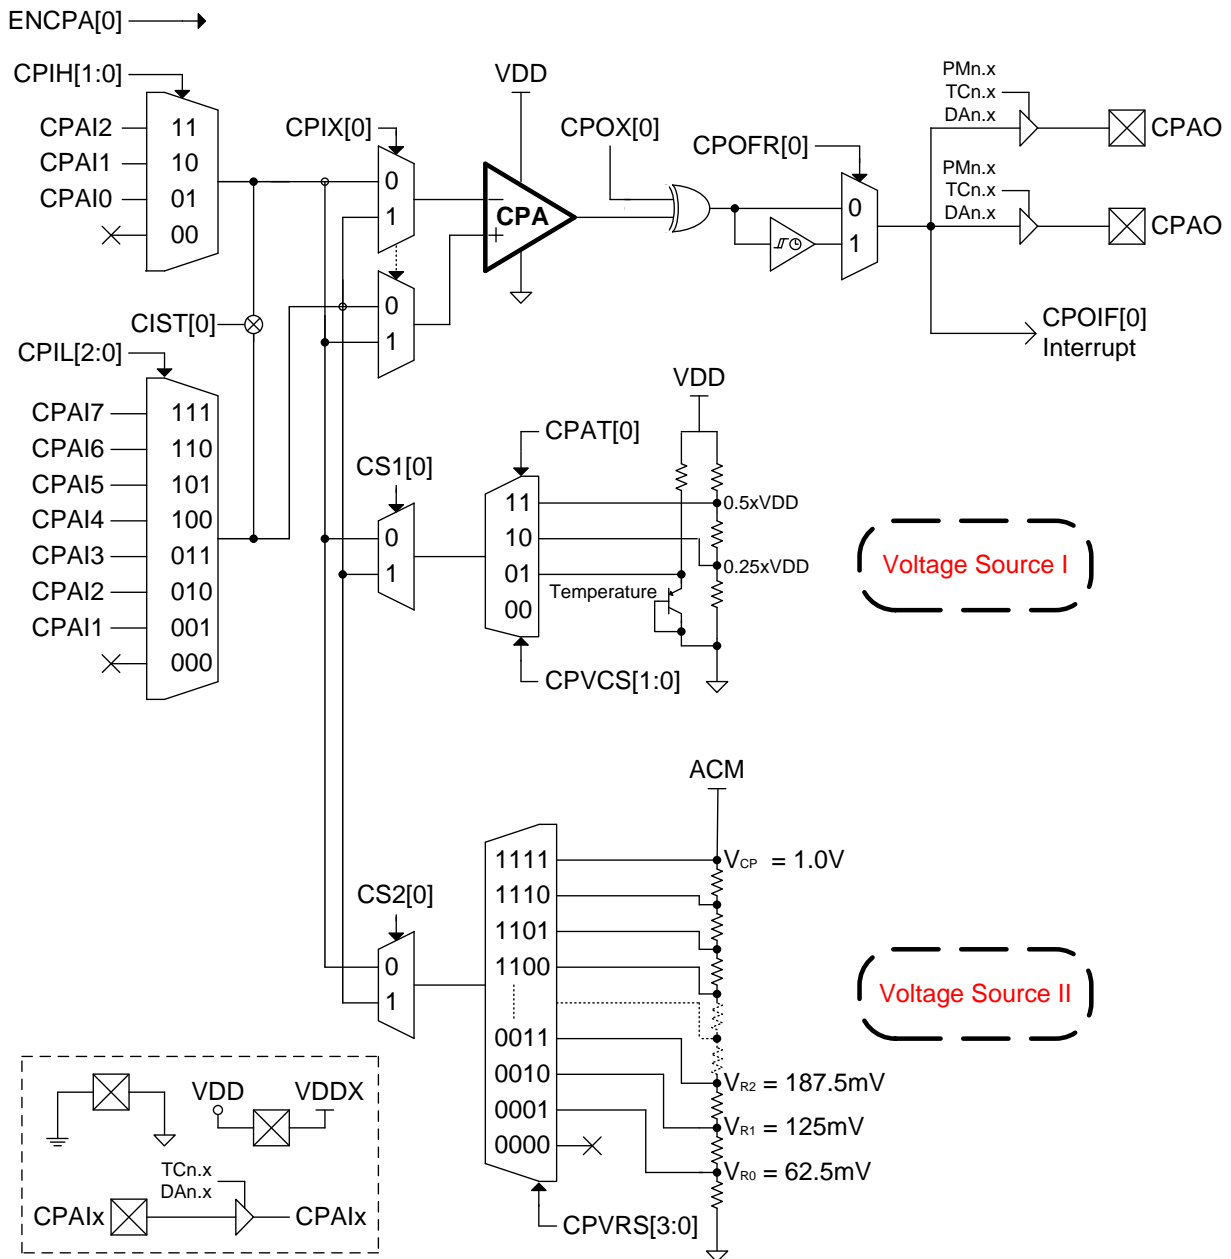 ENCPA[0]
CPIH[1:0]
CPAI2
11
CPAI1
10
CPAI0
01
00
CPIX[0]
0
1
0
1
VDD
CPA
CPOX[0]
CPOFR[0]
0
1
PMn.x
TCn.x
DAn.x
CPAO
PMn.x
TCn.x
DAn.x
CPAO
CPOIF[0]
Interrupt
CIST[0]
CPIL[2:0]
CPAI7
111
CPAI6
110
CPAI5
101
CPAI4
100
CPAI3
011
CPAI2
010
CPAI1
001
000
CS1[0]
0
1
CPAT[0]
11
10
01
00
CPVCS[1:0]
VDD
0.5xVDD
0.25xVDD
Temperature
Voltage Source I
CS2[0]
0
1
1111
1110
1101
1100
0011
0010
0001
0000
CPVRS[3:0]
ACM
VCP = 1.0V
VR2 = 187.5mV
VR1 = 125mV
VR0 = 62.5mV
Voltage Source II
VDD
VDDX
TCn.x
DAn.x
CPAIx
CPAIx